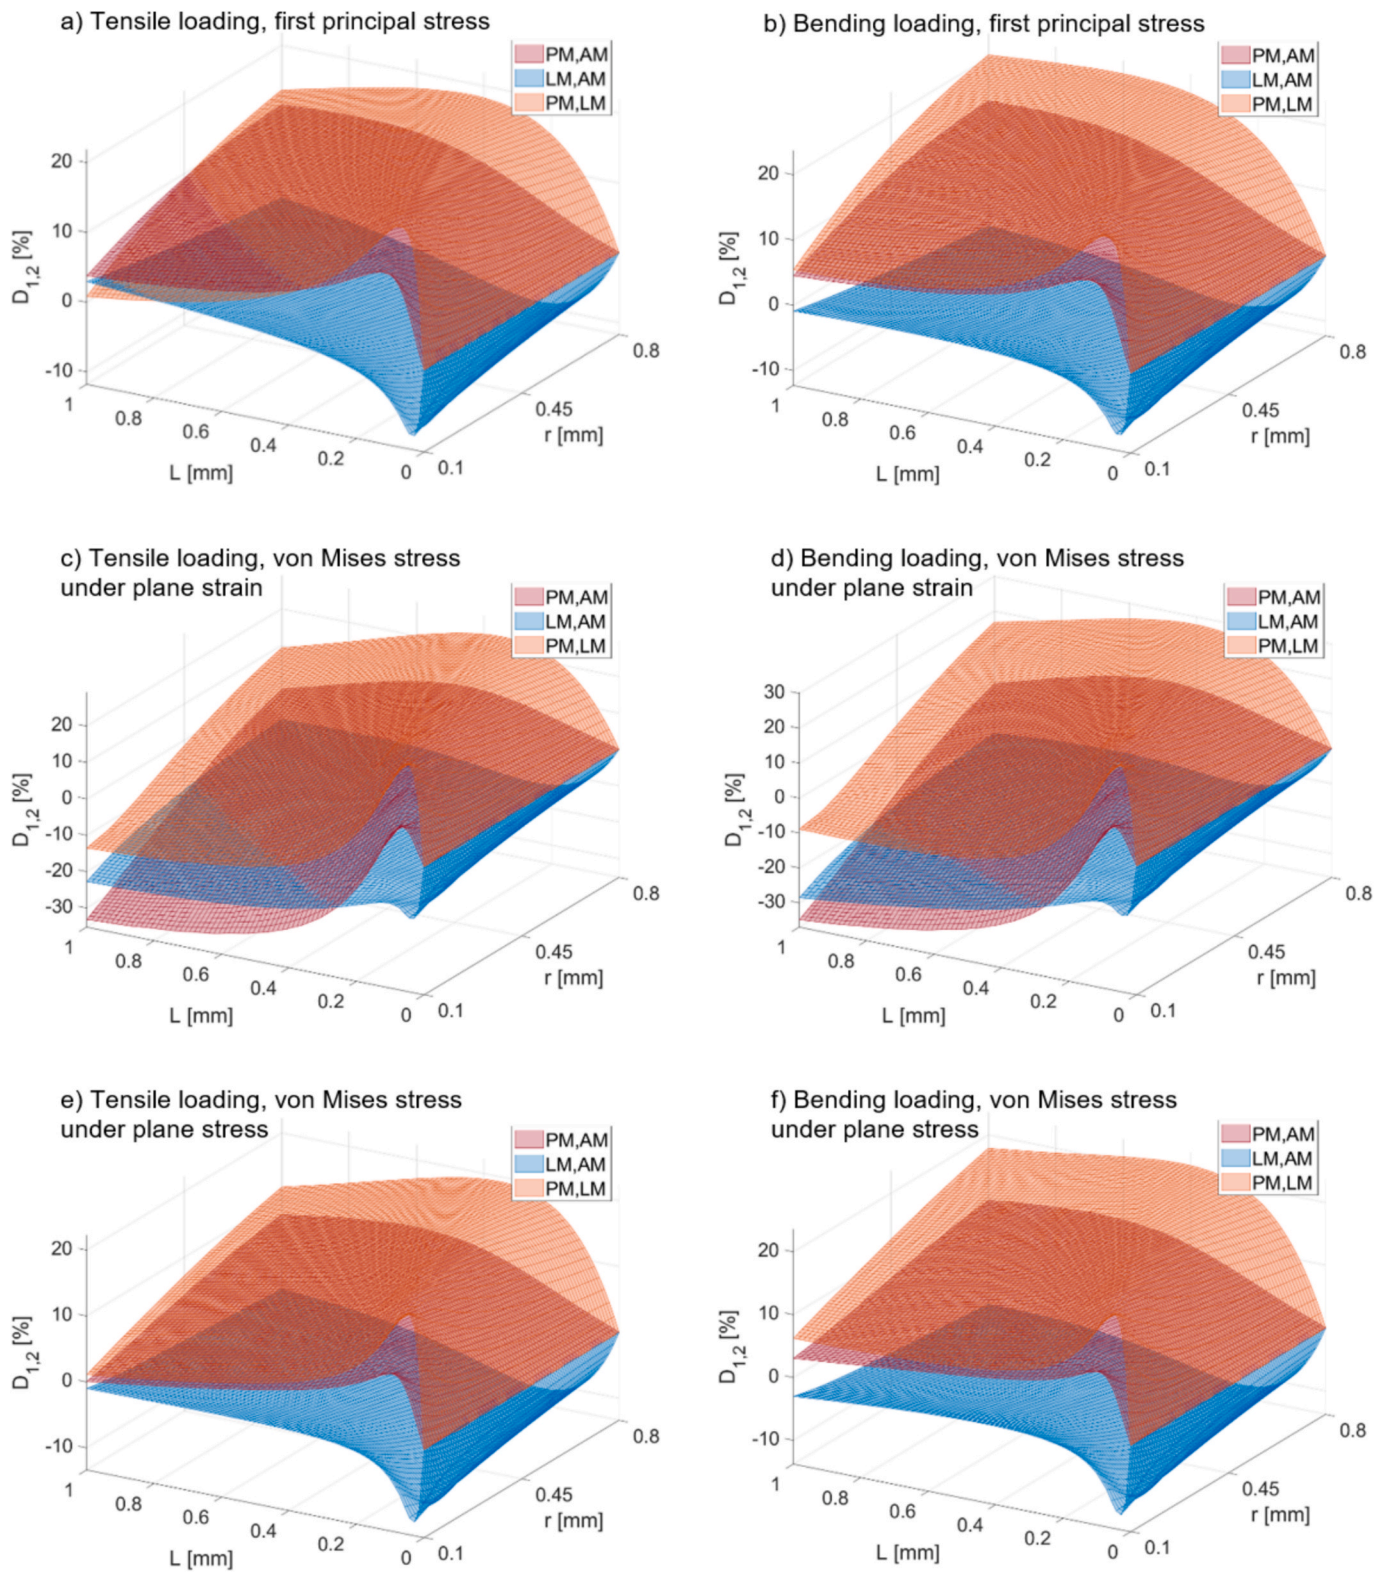 a) Tensile loading, first principal stress
PM,AM
LM,AM
PM,LM
20
10
0
-10
D1,2 [%]
1
0.8
0.6
0.4
0.2
0
L [mm]
0.1
0.45
0.8
r [mm]
b) Bending loading, first principal stress
PM,AM
LM,AM
PM,LM
20
10
0
-10
D1,2 [%]
1
0.8
0.6
0.4
0.2
0
L [mm]
0.1
0.45
0.8
r [mm]
c) Tensile loading, von Mises stress
under plane strain
PM,AM
LM,AM
PM,LM
20
10
0
-10
-20
-30
D1,2 [%]
1
0.8
0.6
0.4
0.2
0
L [mm]
0.1
0.45
0.8
r [mm]
d) Bending loading, von Mises stress
under plane strain
PM,AM
LM,AM
PM,LM
30
20
10
0
-10
-20
-30
D1,2 [%]
1
0.8
0.6
0.4
0.2
0
L [mm]
0.1
0.45
0.8
r [mm]
e) Tensile loading, von Mises stress
under plane stress
PM,AM
LM,AM
PM,LM
20
10
0
-10
D1,2 [%]
1
0.8
0.6
0.4
0.2
0
L [mm]
0.1
0.45
0.8
r [mm]
f) Bending loading, von Mises stress
under plane stress
PM,AM
LM,AM
PM,LM
20
10
0
-10
D1,2 [%]
1
0.8
0.6
0.4
0.2
0
L [mm]
0.1
0.45
0.8
r [mm]